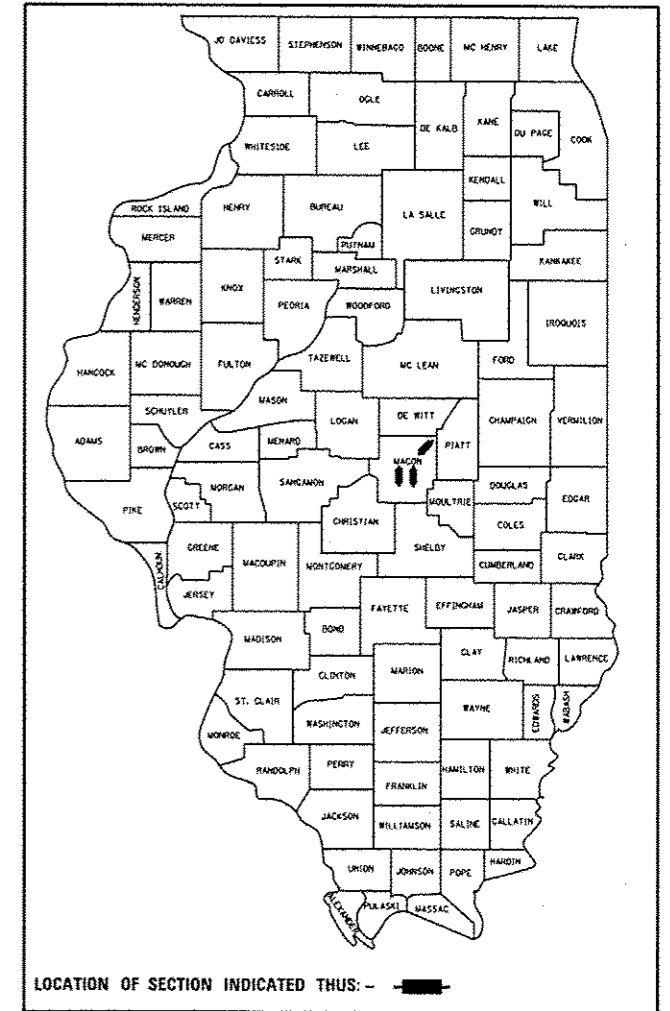 JO DAVIESS
STEPHENSON
WINNEBAGO
BOONE
MC HENRY
LAKE
CARROLL
OGLE
DE KALB
KANE
DU PAGE
COOK
WHITESIDE
LEE
KENDALL
WILL
ROCK ISLAND
HENRY
BUREAU
LA SALLE
GRUNDY
MERCER
PUTNAM
KANKAKEE
STARK
MARSHALL
LIVINGSTON
HENDERSON
WARREN
KNOX
PEORIA
WOODFORD
IROQUOIS
HANCOCK
MC DONOUGH
FULTON
TAZEWELL
MC LEAN
FORD
MASON
SCHUYLER
LOGAN
DE WITT
CHAMPAIGN
VERMILION
ADAMS
BROWN
CASS
MENARD
MACON
PIATT
MORGAN
SANGAMON
DOUGLAS
EDGAR
PIKE
SCOTT
CHRISTIAN
MOULTRIE
COLES
GREENE
MACOUPIN
MONTGOMERY
SHELBY
CUMBERLAND
CLARK
CALHOUN
JERSEY
FAYETTE
EFFINGHAM
JASPER
CRAWFORD
MADISON
BOND
CLAY
RICHLAND
LAWRENCE
CLINTON
MARION
ST. CLAIR
WAYNE
EDWARDS
WABASH
MONROE
WASHINGTON
JEFFERSON
RANDOLPH
PERRY
HAMILTON
WHITE
FRANKLIN
JACKSON
WILLIAMSON
SALINE
GALLATIN
UNION
JOHNSON
POPE
HARDIN
ALEXANDER
PULASKI
MASSAC
LOCATION OF SECTION INDICATED THUS: -